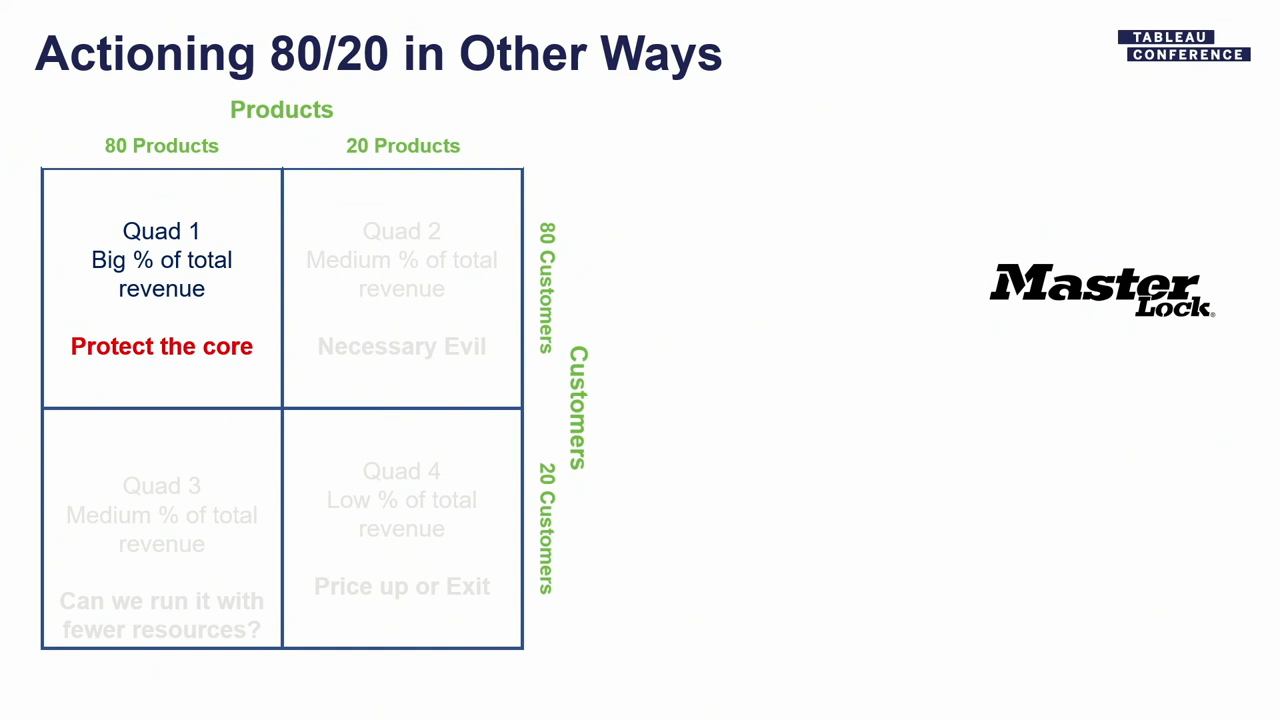 Actioning 80/20 in Other Ways
TABLEAU
CONFERENCE
Products
80 Products
20 Products
Quad 1
Big % of total
revenue
Protect the core
Quad 2
Medium % of total
revenue
Necessary Evil
80 Customers
Customers
Master
Lock®
Quad 3
Medium % of total
revenue
Can we run it with
fewer resources?
Quad 4
Low % of total
revenue
Price up or Exit
20 Customers